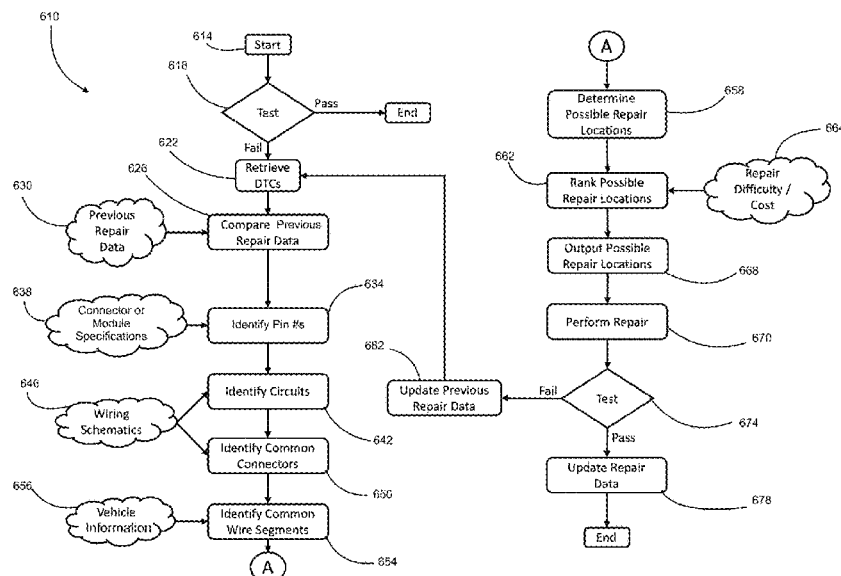 610
614
Start
618
Test
Pass
End
Fail
622
Retrieve
DTCs
626
630
Previous
Repair
Data
Compare Previous
Repair Data
634
638
Connector or
Module
Specifications
Identify Pin #s
646
Wiring
Schematics
Identify Circuits
642
Identify Common
Connectors
650
656
Vehicle
Information
Identify Common
Wire Segments
654
A
A
Determine
Possible Repair
Locations
658
662
Rank Possible
Repair Locations
664
Repair
Difficulty /
Cost
Output Possible
Repair Locations
668
Perform Repair
670
682
Update Previous
Repair Data
Fail
Test
674
Pass
Update Repair
Data
678
End